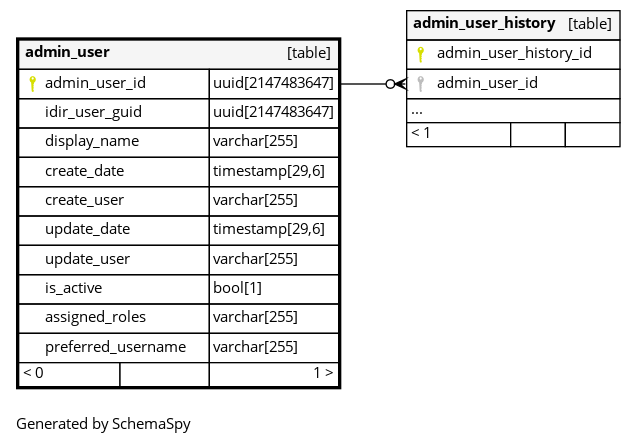 admin_user [table]
admin_user_id uuid[2147483647]
idir_user_guid uuid[2147483647]
display_name varchar[255]
create_date timestamp[29,6]
create_user varchar[255]
update_date timestamp[29,6]
update_user varchar[255]
is_active bool[1]
assigned_roles varchar[255]
preferred_username varchar[255]
< 0 1 >
admin_user_history [table]
admin_user_history_id
admin_user_id
...
< 1
Generated by SchemaSpy